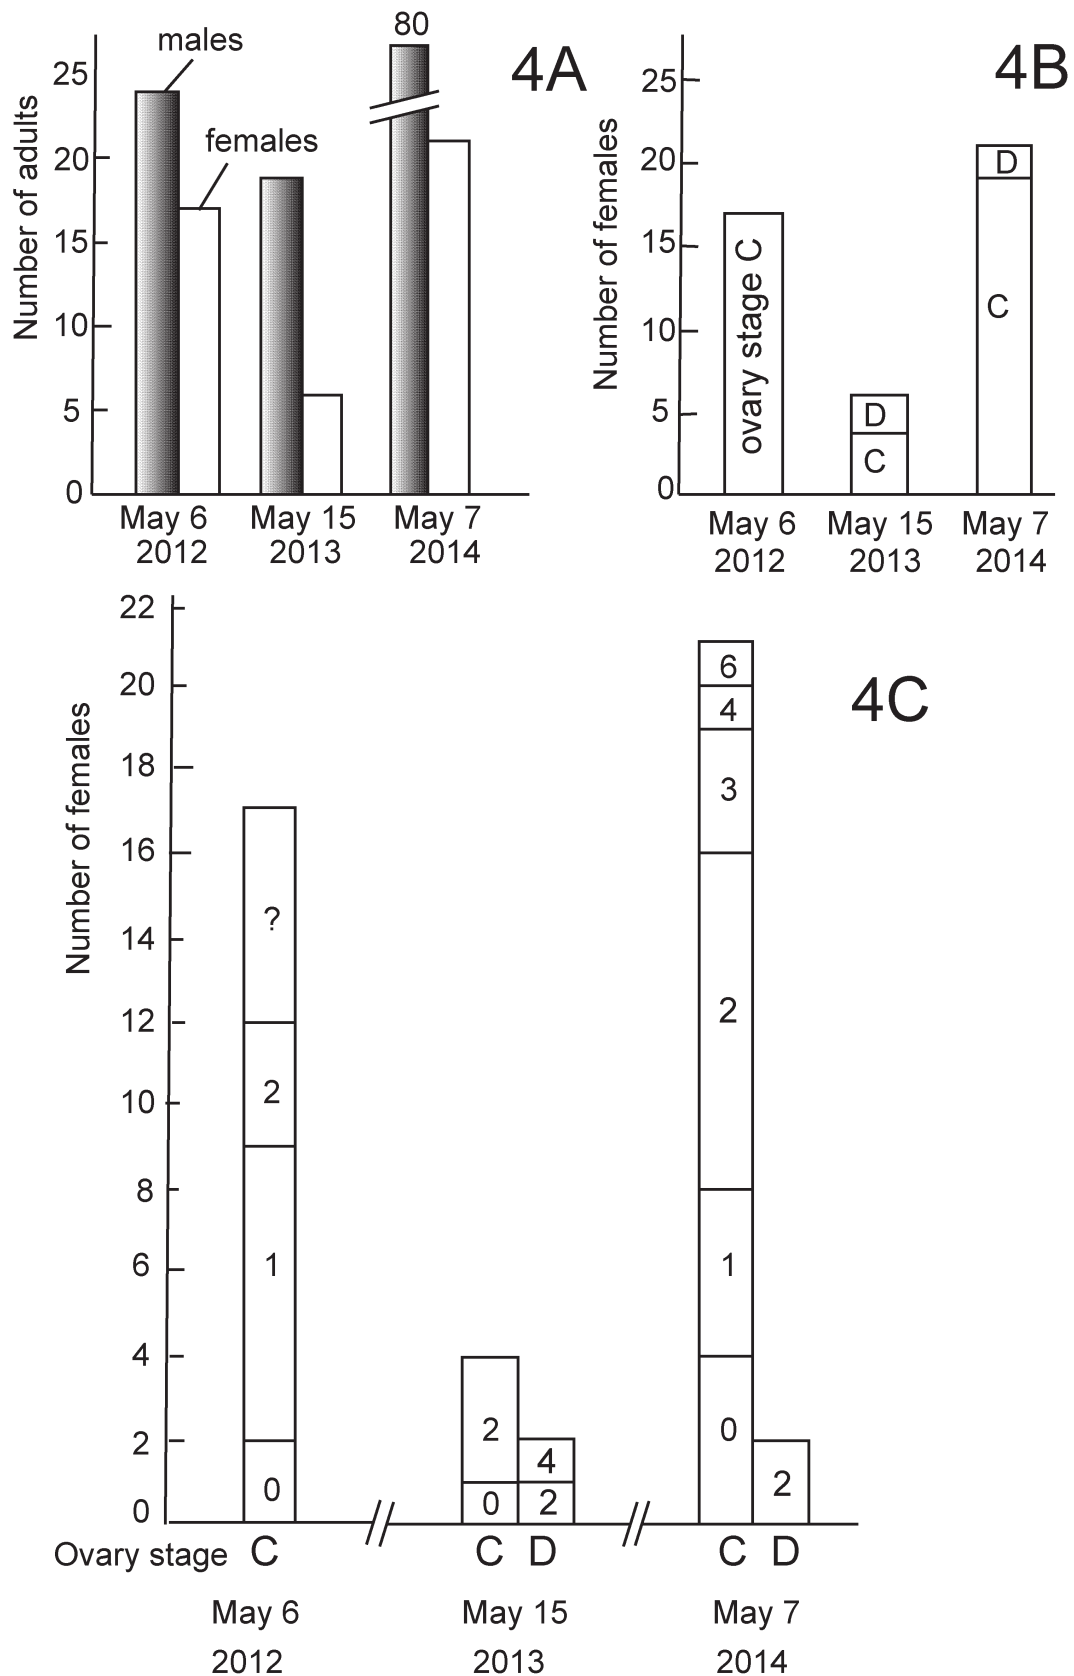 80
males
4A
25
females
Number of adults
20
15
10
5
0
May 6 May 15 May 7
2012 2013 2014
4B
25
Number of females
20
D
15
ovary stage C
C
10
5
D
C
0
May 6 May 15 May 7
2012 2013 2014
22
4C
20
6
4
Number of females
18
3
16
?
14
2
12
2
10
8
6
1
1
4
2
0
2
4
0
0
2
2
0
Ovary stage C C D C D
May 6 May 15 May 7
2012 2013 2014